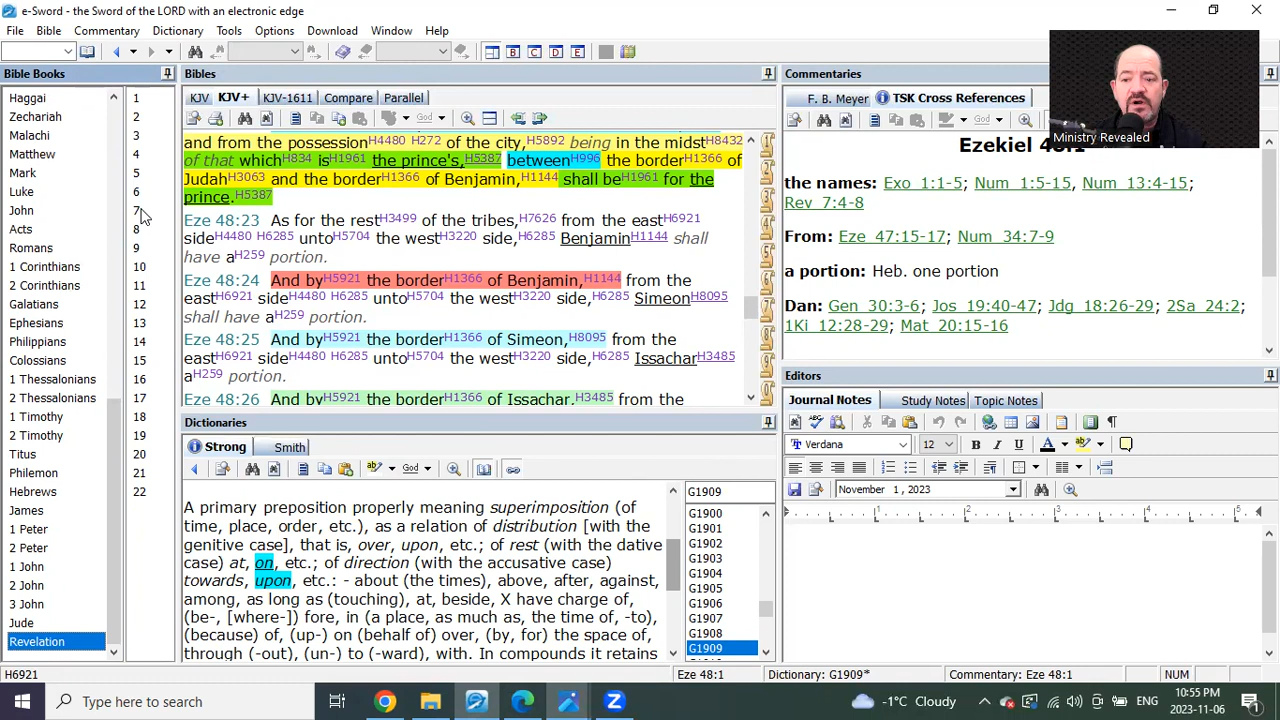 e-Sword - the Sword of the LORD with an electronic edge
File Bible Commentary Dictionary Tools Options Download Window Help
B C D E
Bible Books
Haggai
Zechariah
Malachi
Matthew
Mark
Luke
John
Acts
Romans
1 Corinthians
2 Corinthians
Galatians
Ephesians
Philippians
Colossians
1 Thessalonians
2 Thessalonians
1 Timothy
2 Timothy
Titus
Philemon
Hebrews
James
1 Peter
2 Peter
1 John
2 John
3 John
Jude
Revelation
1
2
3
4
5
6
7
8
9
10
11
12
13
14
15
16
17
18
19
20
21
22
Bibles
KJV KJV+ KJV-1611 Compare Parallel
God
and from the possession H4480 H272 of the city, H5892 being in the midst H8432
of that which H834 is H1961 the prince's, H5387 between H996 the border H1366 of
Judah H3063 and the border H1366 of Benjamin, H1144 shall be H1961 for the
prince. H5387
Eze 48:23 As for the rest H3499 of the tribes, H7626 from the east H6921
side H4480 H6285 unto H5704 the west H3220 side, H6285 Benjamin H1144 shall
have a H259 portion.
Eze 48:24 And by H5921 the border H1366 of Benjamin, H1144 from the
east H6921 side H4480 H6285 unto H5704 the west H3220 side, H6285 Simeon H8095
shall have a H259 portion.
Eze 48:25 And by H5921 the border H1366 of Simeon, H8095 from the
east H6921 side H4480 H6285 unto H5704 the west H3220 side, H6285 Issachar H3485
a H259 portion.
Eze 48:26 And by H5921 the border H1366 of Issachar, H3485 from the
Dictionaries
Strong Smith
God
A primary preposition properly meaning superimposition (of
time, place, order, etc.), as a relation of distribution [with the
genitive case], that is, over, upon, etc.; of rest (with the dative
case) at, on, etc.; of direction (with the accusative case)
towards, upon, etc.: - about (the times), above, after, against,
among, as long as (touching), at, beside, X have charge of,
(be-, [where-]) fore, in (a place, as much as, the time of, -to),
(because) of, (up-) on (behalf of) over, (by, for) the space of,
through (-out), (un-) to (-ward), with. In compounds it retains
G1909
G1900
G1901
G1902
G1903
G1904
G1905
G1906
G1907
G1908
G1909
Commentaries
F. B. Meyer TSK Cross References
God
Ministry Revealed
Ezekiel 48:1
the names: Exo 1:1-5; Num 1:5-15, Num 13:4-15;
Rev 7:4-8
From: Eze 47:15-17; Num 34:7-9
a portion: Heb. one portion
Dan: Gen 30:3-6; Jos 19:40-47; Jdg 18:26-29; 2Sa 24:2;
1Ki 12:28-29; Mat 20:15-16
Editors
Journal Notes Study Notes Topic Notes
Verdana 12 B I U A
November 1, 2023
1 2 3 4 5
H6921 Eze 48:1 Dictionary: G1909* Commentary: Eze 48:1 NUM
Type here to search
-1°C Cloudy
ENG
10:55 PM
2023-11-06
1